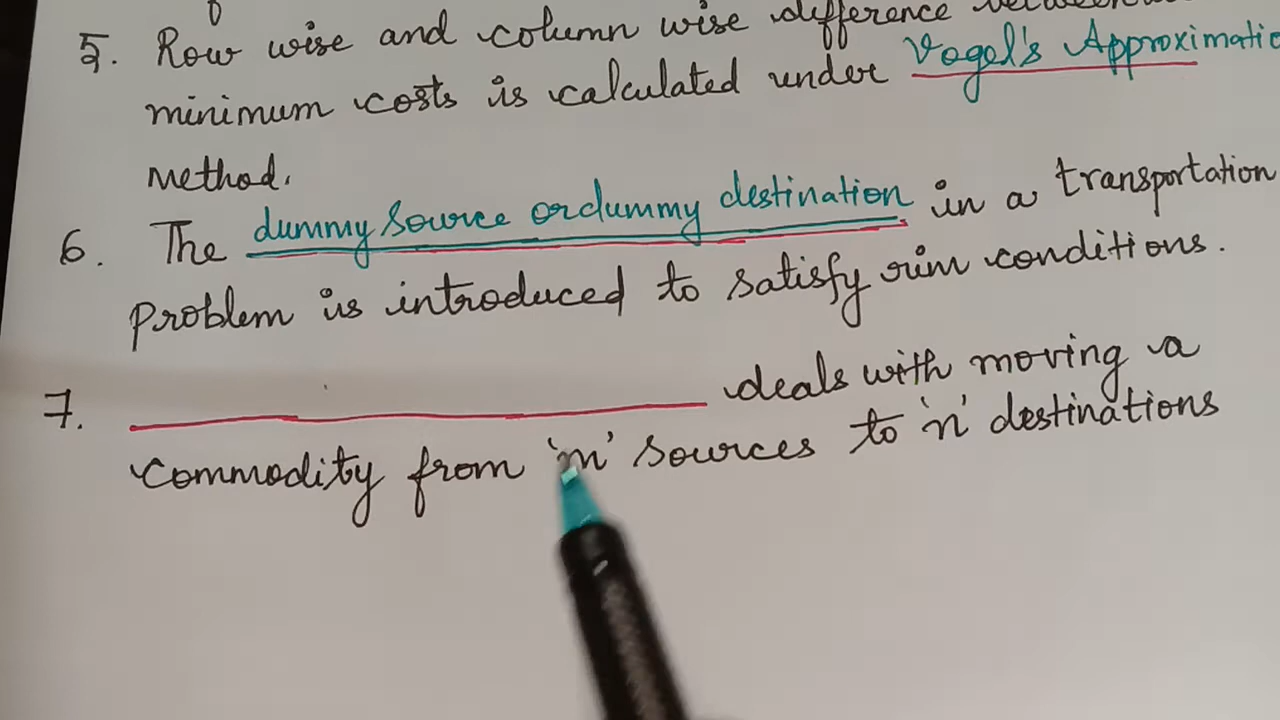 5. Row wise and column wise difference between
minimum costs is calculated under Vogel's Approximatio
method.
6. The dummy source or dummy destination in a transportation
problem is introduced to satisfy rim conditions.
7. ____________ deals with moving a
commodity from 'm' sources to 'n' destinations